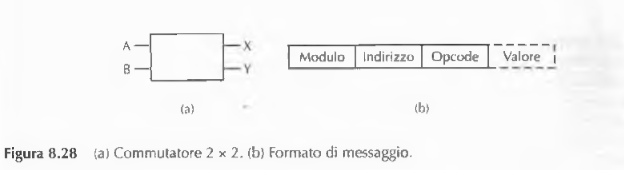 A X
B Y
Modulo Indirizzo Opcode Valore
(a) (b)
Figura 8.28 (a) Commutatore 2 × 2. (b) Formato di messaggio.